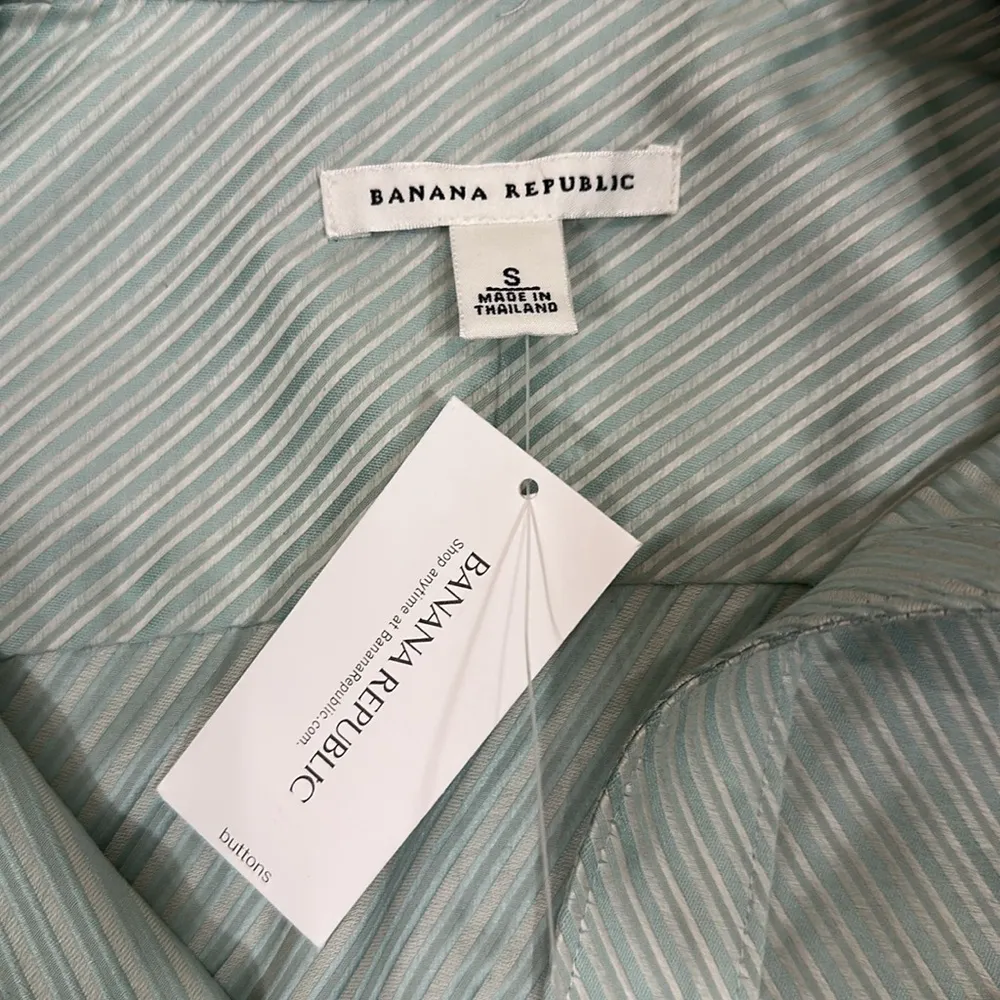 BANANA REPUBLIC
S
MADE IN
THAILAND
BANANA REPUBLIC
Shop anytime at BananaRepublic.com.
buttons